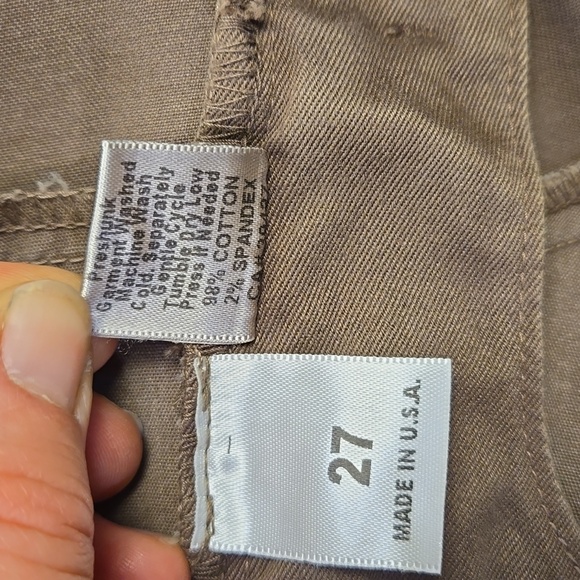 Preshunk
Garment Washed
Machine Wash
Cold. Separately
Gentle Cycle
Tumble Dry Low
Press If Needed
98% COTTON
2% SPANDEX
27
MADE IN U.S.A.